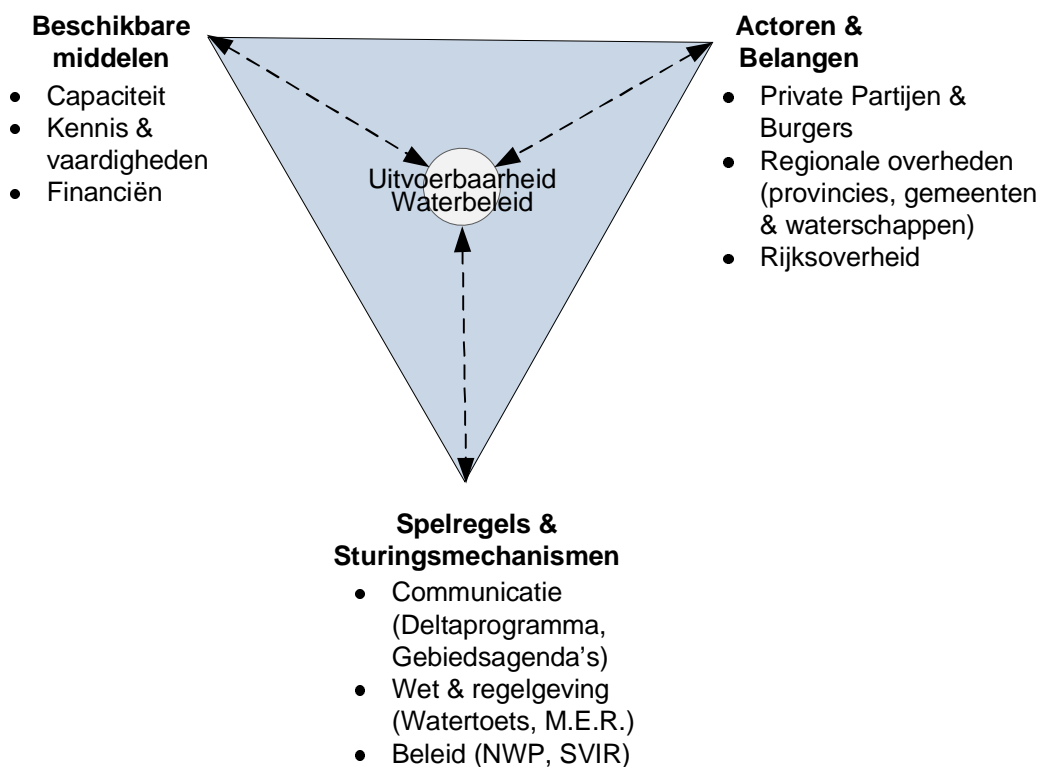 Beschikbare
middelen
• Capaciteit
• Kennis &
vaardigheden
• Financiën
Actoren &
Belangen
• Private Partijen &
Burgers
• Regionale overheden
(provincies, gemeenten
& waterschappen)
• Rijksoverheid
Uitvoerbaarheid
Waterbeleid
Spelregels &
Sturingsmechanismen
• Communicatie
(Deltaprogramma,
Gebiedsagenda’s)
• Wet & regelgeving
(Watertoets, M.E.R.)
• Beleid (NWP, SVIR)